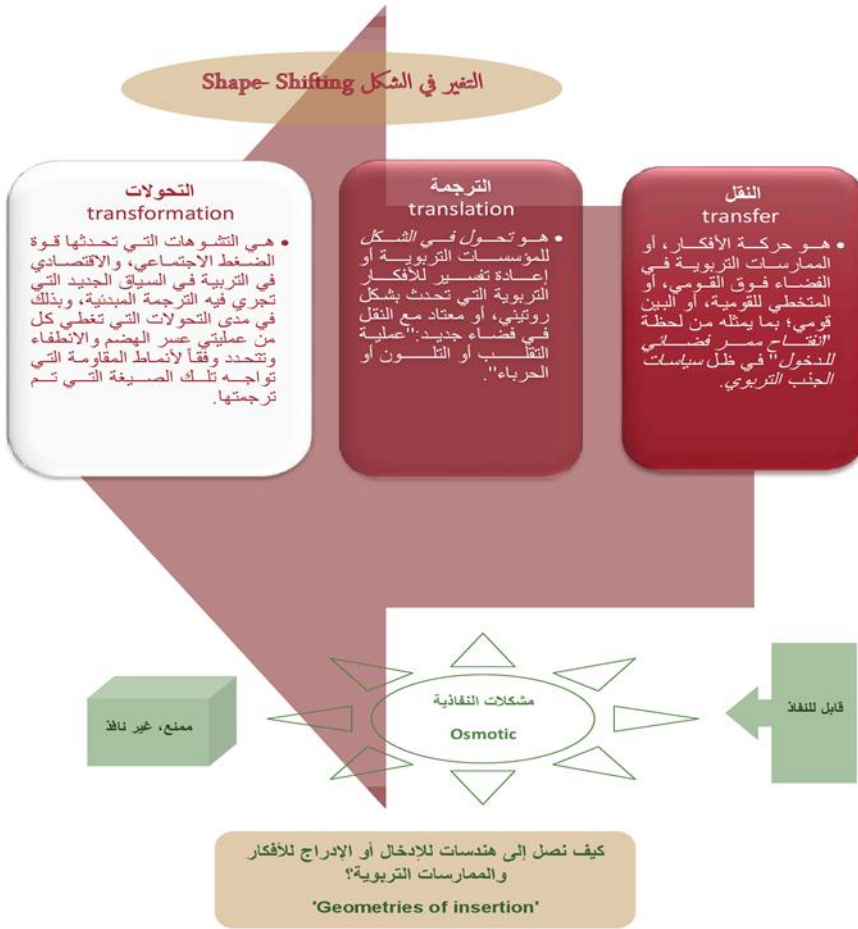 التغير في الشكل Shape- Shifting
النقل
transfer
• هو حركة الأفكار، أو
الممارسات التربوية في
الفضاء فوق القومي، أو
المتخطي للقومية، أو البين
قومي؛ بما يمثله من لحظة
"انفتاح ممر فضائي
للدخول" في ظل سياسات
الجذب التربوي.
الترجمة
translation
• هو تحول في الشكل
للمؤسسات التربوية أو
إعادة تفسير للأفكار
التربوية التي تحدث بشكل
روتيني، أو معتاد مع النقل
في فضاء جديد:"عملية
التقلب أو التلون أو
الحرباء".
التحولات
transformation
• هي التشوهات التي تحدثها قوة
الضغط الاجتماعي، والاقتصادي
في التربية في السياق الجديد التي
تجري فيه الترجمة المبدئية، وبذلك
في مدى التحولات التي تغطي كل
من عمليتي عسر الهضم والانطفاء
وتتحدد وفقاً لأنماط المقاومة التي
تواجه تلك الصيغة التي تم
ترجمتها.
قابل للنفاذ
مشكلات النفاذية
Osmotic
ممنع، غير نافذ
كيف نصل إلى هندسات للإدخال أو الإدراج للأفكار
والممارسات التربوية؟
'Geometries of insertion'